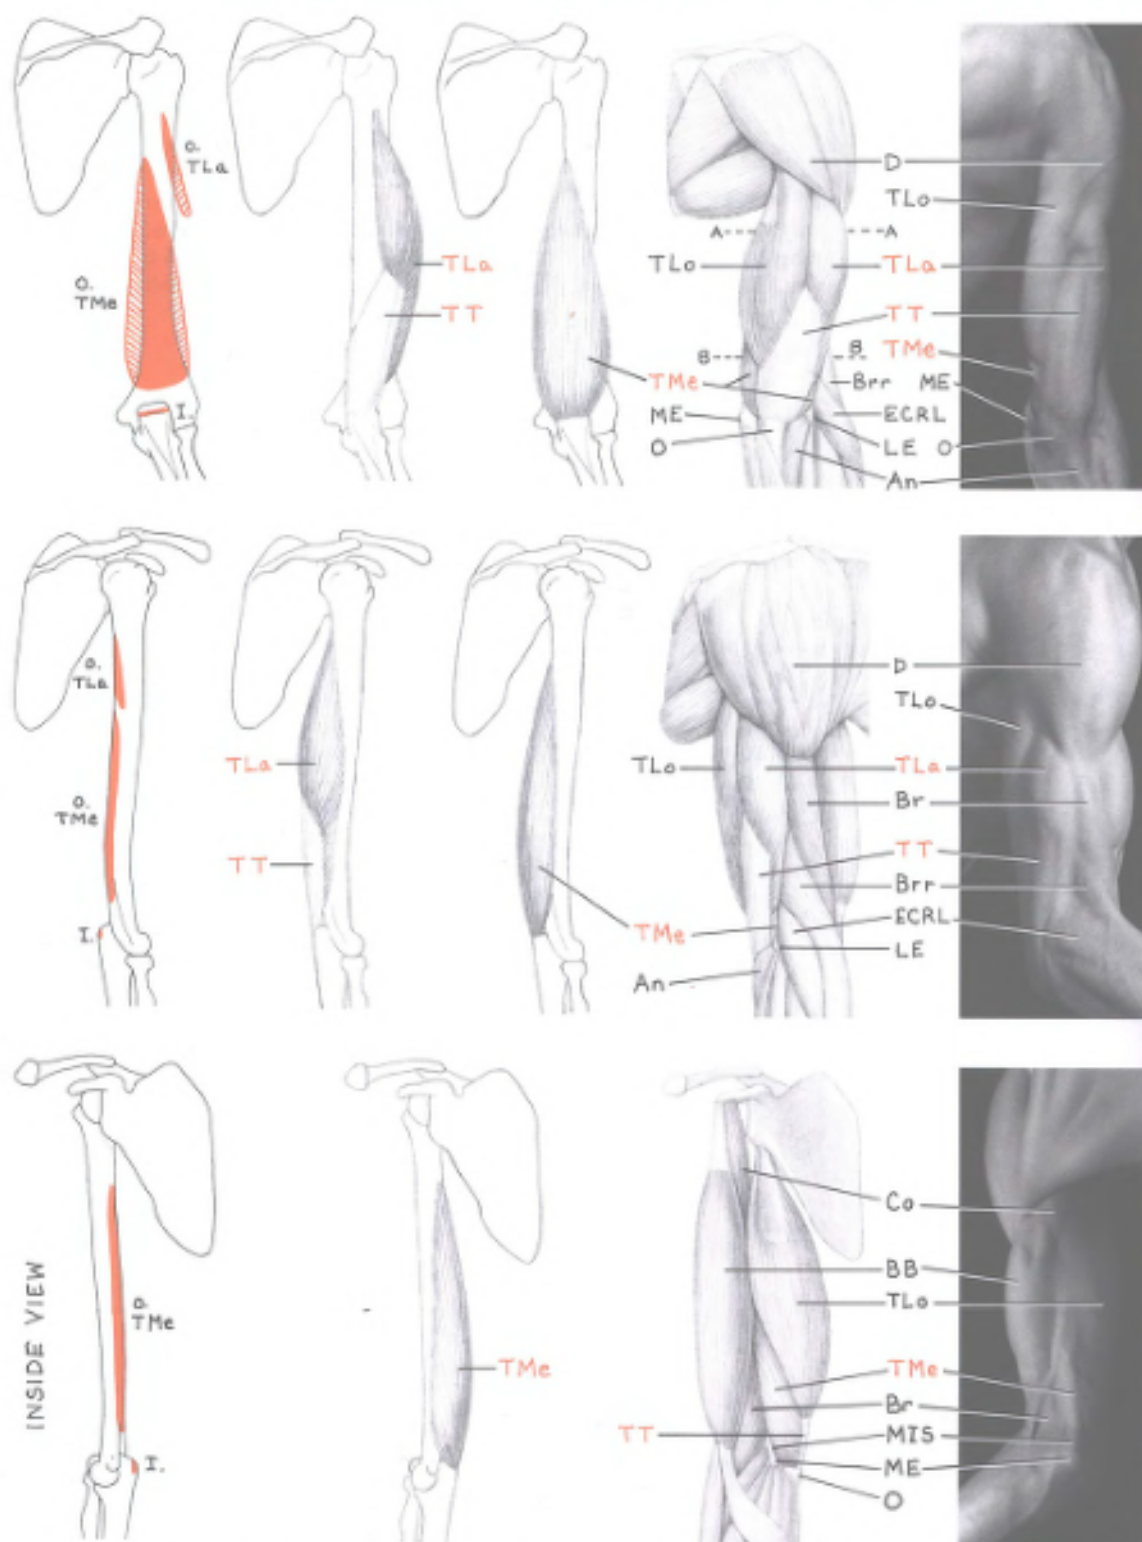 O.
TLa
O.
TMe
I.
TLa
TT
TMe
A
A
D
TLo
TLo
TLa
TT
B
B
TMe
Brr
ME
ME
ECRL
O
LE
O
An
O.
TLa
O.
TMe
I.
TLa
TT
TMe
D
TLo
TLo
TLa
Br
TT
Brr
ECRL
LE
An
INSIDE VIEW
O.
TMe
I.
TMe
Co
BB
TLo
TMe
Br
TT
MIS
ME
O